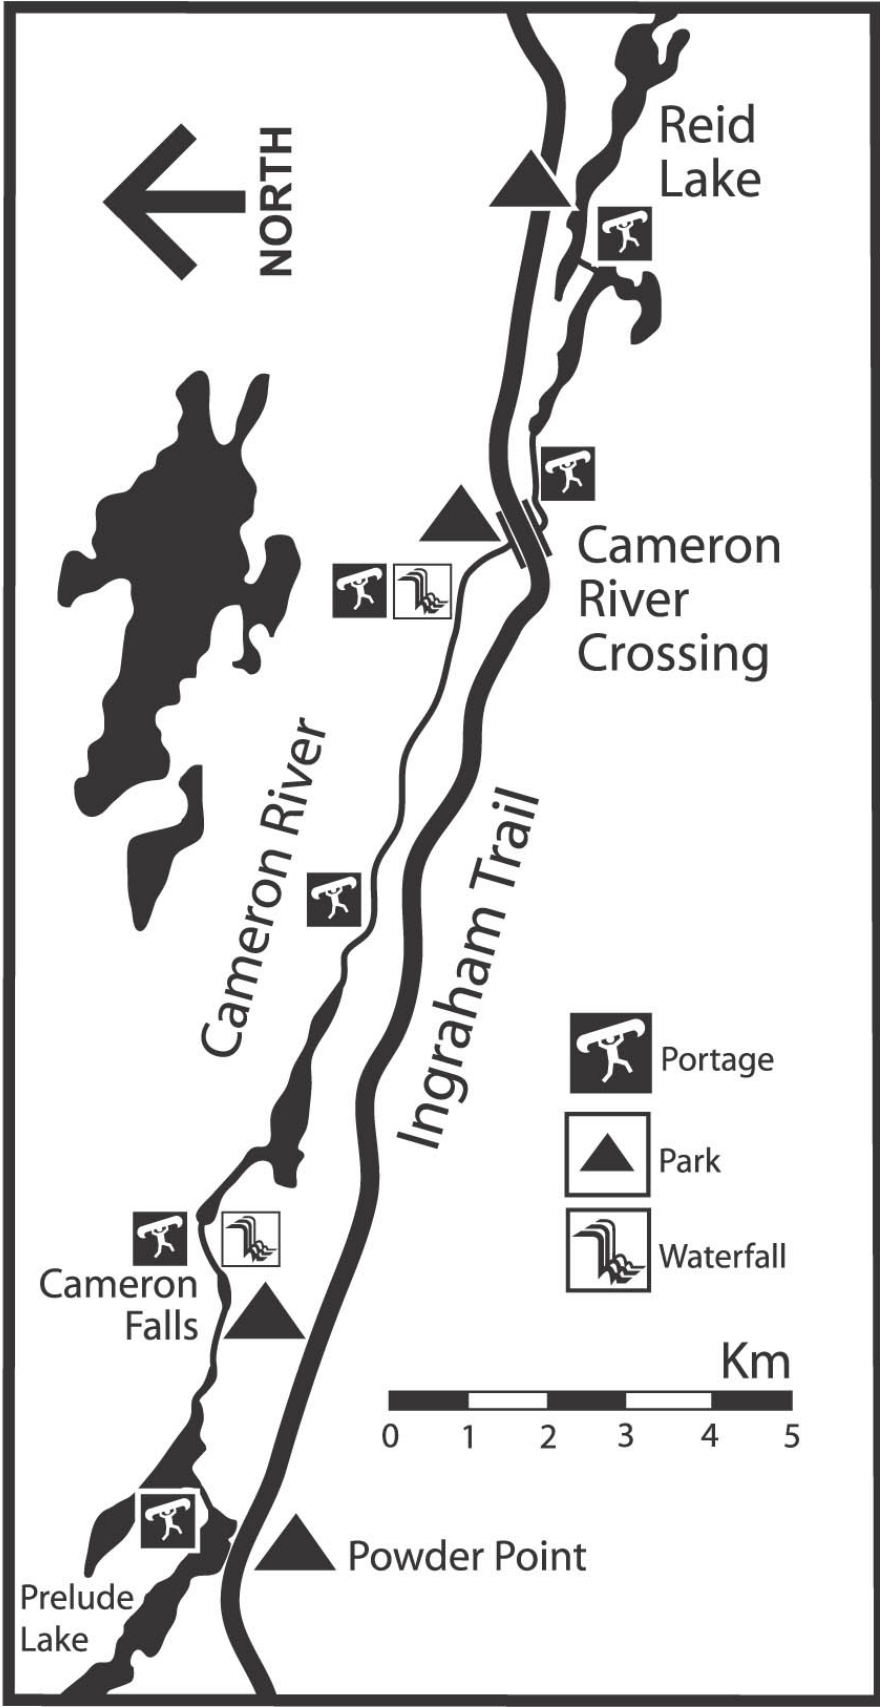 Reid
Lake
NORTH
Cameron
River
Crossing
Cameron River
Ingraham Trail
Portage
Park
Waterfall
Cameron
Falls
Km
0 1 2 3 4 5
Powder Point
Prelude
Lake